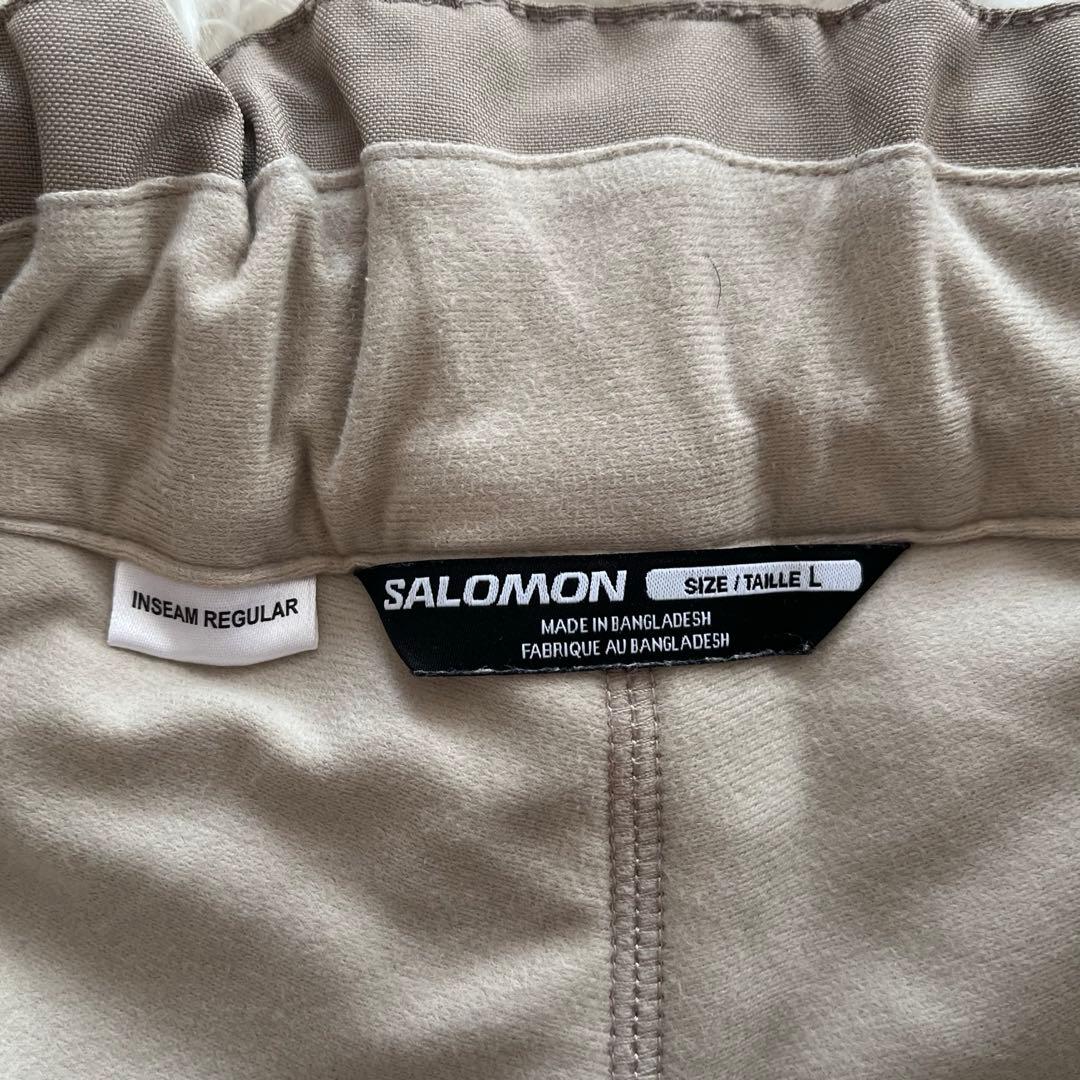 INSEAM REGULAR
SALOMON SIZE / TAILLE L
MADE IN BANGLADESH
FABRIQUE AU BANGLADESH